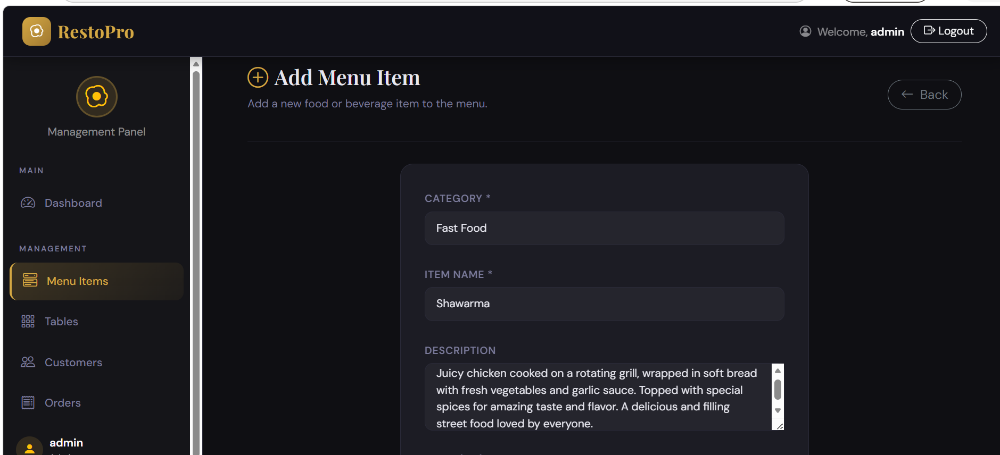 RestoPro
Welcome, admin
Logout
Management Panel
MAIN
Dashboard
MANAGEMENT
Menu Items
Tables
Customers
Orders
admin
Add Menu Item
Add a new food or beverage item to the menu.
← Back
CATEGORY *
Fast Food
ITEM NAME *
Shawarma
DESCRIPTION
Juicy chicken cooked on a rotating grill, wrapped in soft bread
with fresh vegetables and garlic sauce. Topped with special
spices for amazing taste and flavor. A delicious and filling
street food loved by everyone.